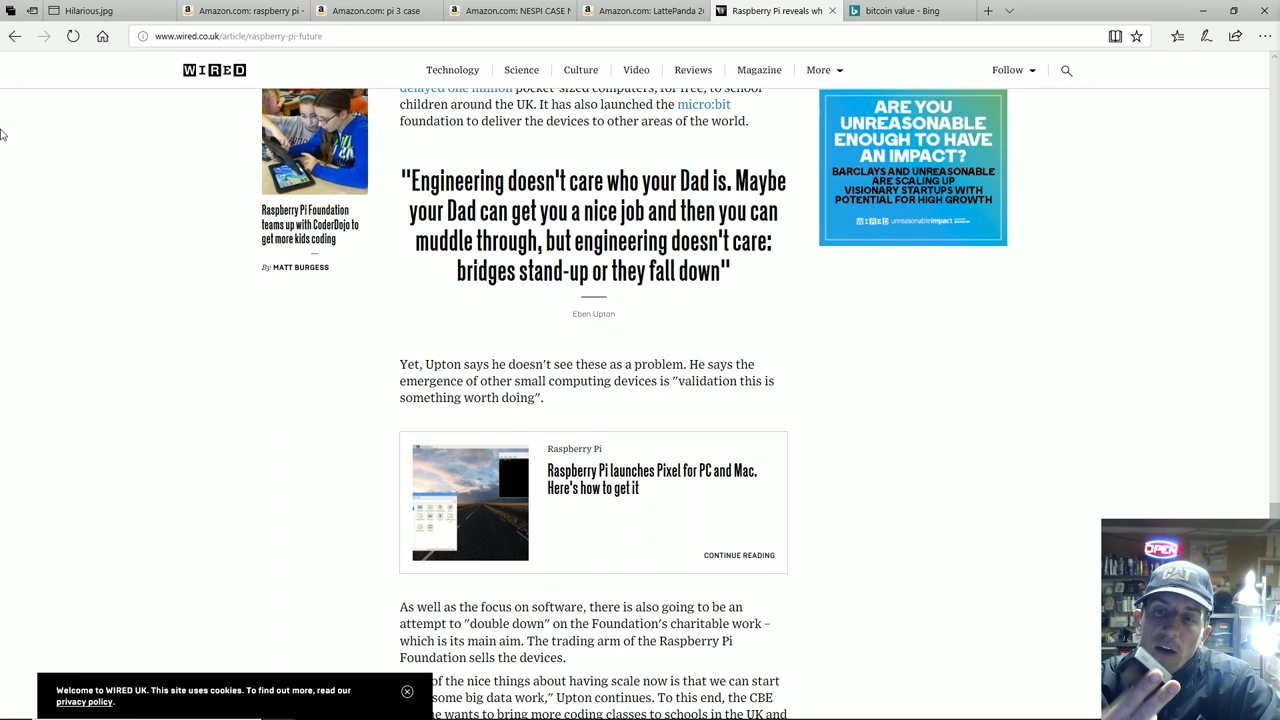 Hilarious.jpg
Amazon.com: raspberry pi -
Amazon.com: pi 3 case
Amazon.com: NESPI CASE N
Amazon.com: LattePanda 2
Raspberry Pi reveals wh
bitcoin value - Bing
www.wired.co.uk/article/raspberry-pi-future
WIRED
Technology
Science
Culture
Video
Reviews
Magazine
More
Follow
delayed one million pocket-sized computers, for free, to school
children around the UK. It has also launched the micro:bit
foundation to deliver the devices to other areas of the world.
Raspberry Pi Foundation
teams up with CoderDojo to
get more kids coding
By MATT BURGESS
"Engineering doesn't care who your Dad is. Maybe
your Dad can get you a nice job and then you can
muddle through, but engineering doesn't care:
bridges stand-up or they fall down"
Eben Upton
ARE YOU
UNREASONABLE
ENOUGH TO HAVE
AN IMPACT?
BARCLAYS AND UNREASONABLE
ARE SCALING UP
VISIONARY STARTUPS WITH
POTENTIAL FOR HIGH GROWTH
WIRED unreasonableimpact
Yet, Upton says he doesn't see these as a problem. He says the
emergence of other small computing devices is "validation this is
something worth doing".
Raspberry Pi
Raspberry Pi launches Pixel for PC and Mac.
Here's how to get it
CONTINUE READING
As well as the focus on software, there is also going to be an
attempt to "double down" on the Foundation's charitable work –
which is its main aim. The trading arm of the Raspberry Pi
Foundation sells the devices.
of the nice things about having scale now is that we can start
some big data work," Upton continues. To this end, the CBE
wants to bring more coding classes to schools in the UK and
Welcome to WIRED UK. This site uses cookies. To find out more, read our
privacy policy.
OPEN
CAT